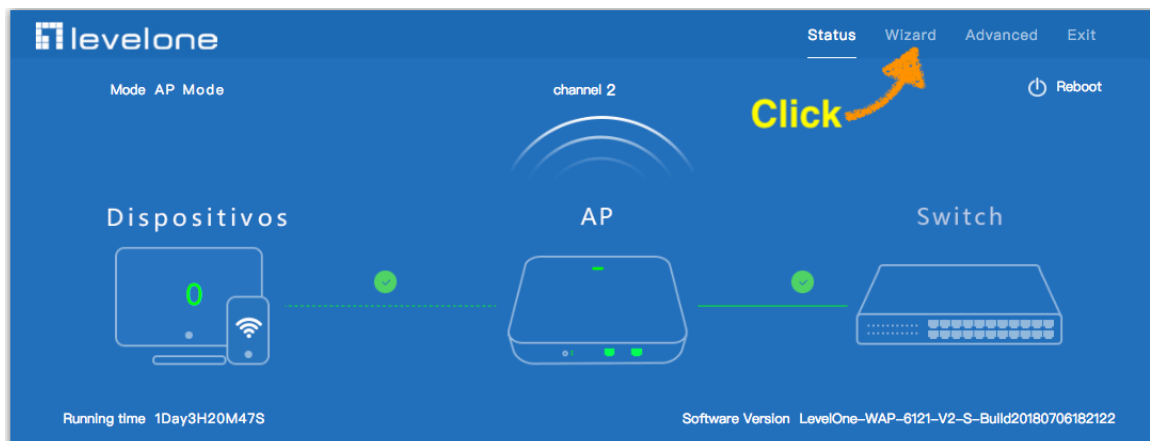 levelone
Status Wizard Advanced Exit
Mode AP Mode channel 2 Reboot
Click
Dispositivos AP Switch
0
Running time 1Day3H20M47S Software Version LevelOne-WAP-6121-V2-S-Build20180706182122